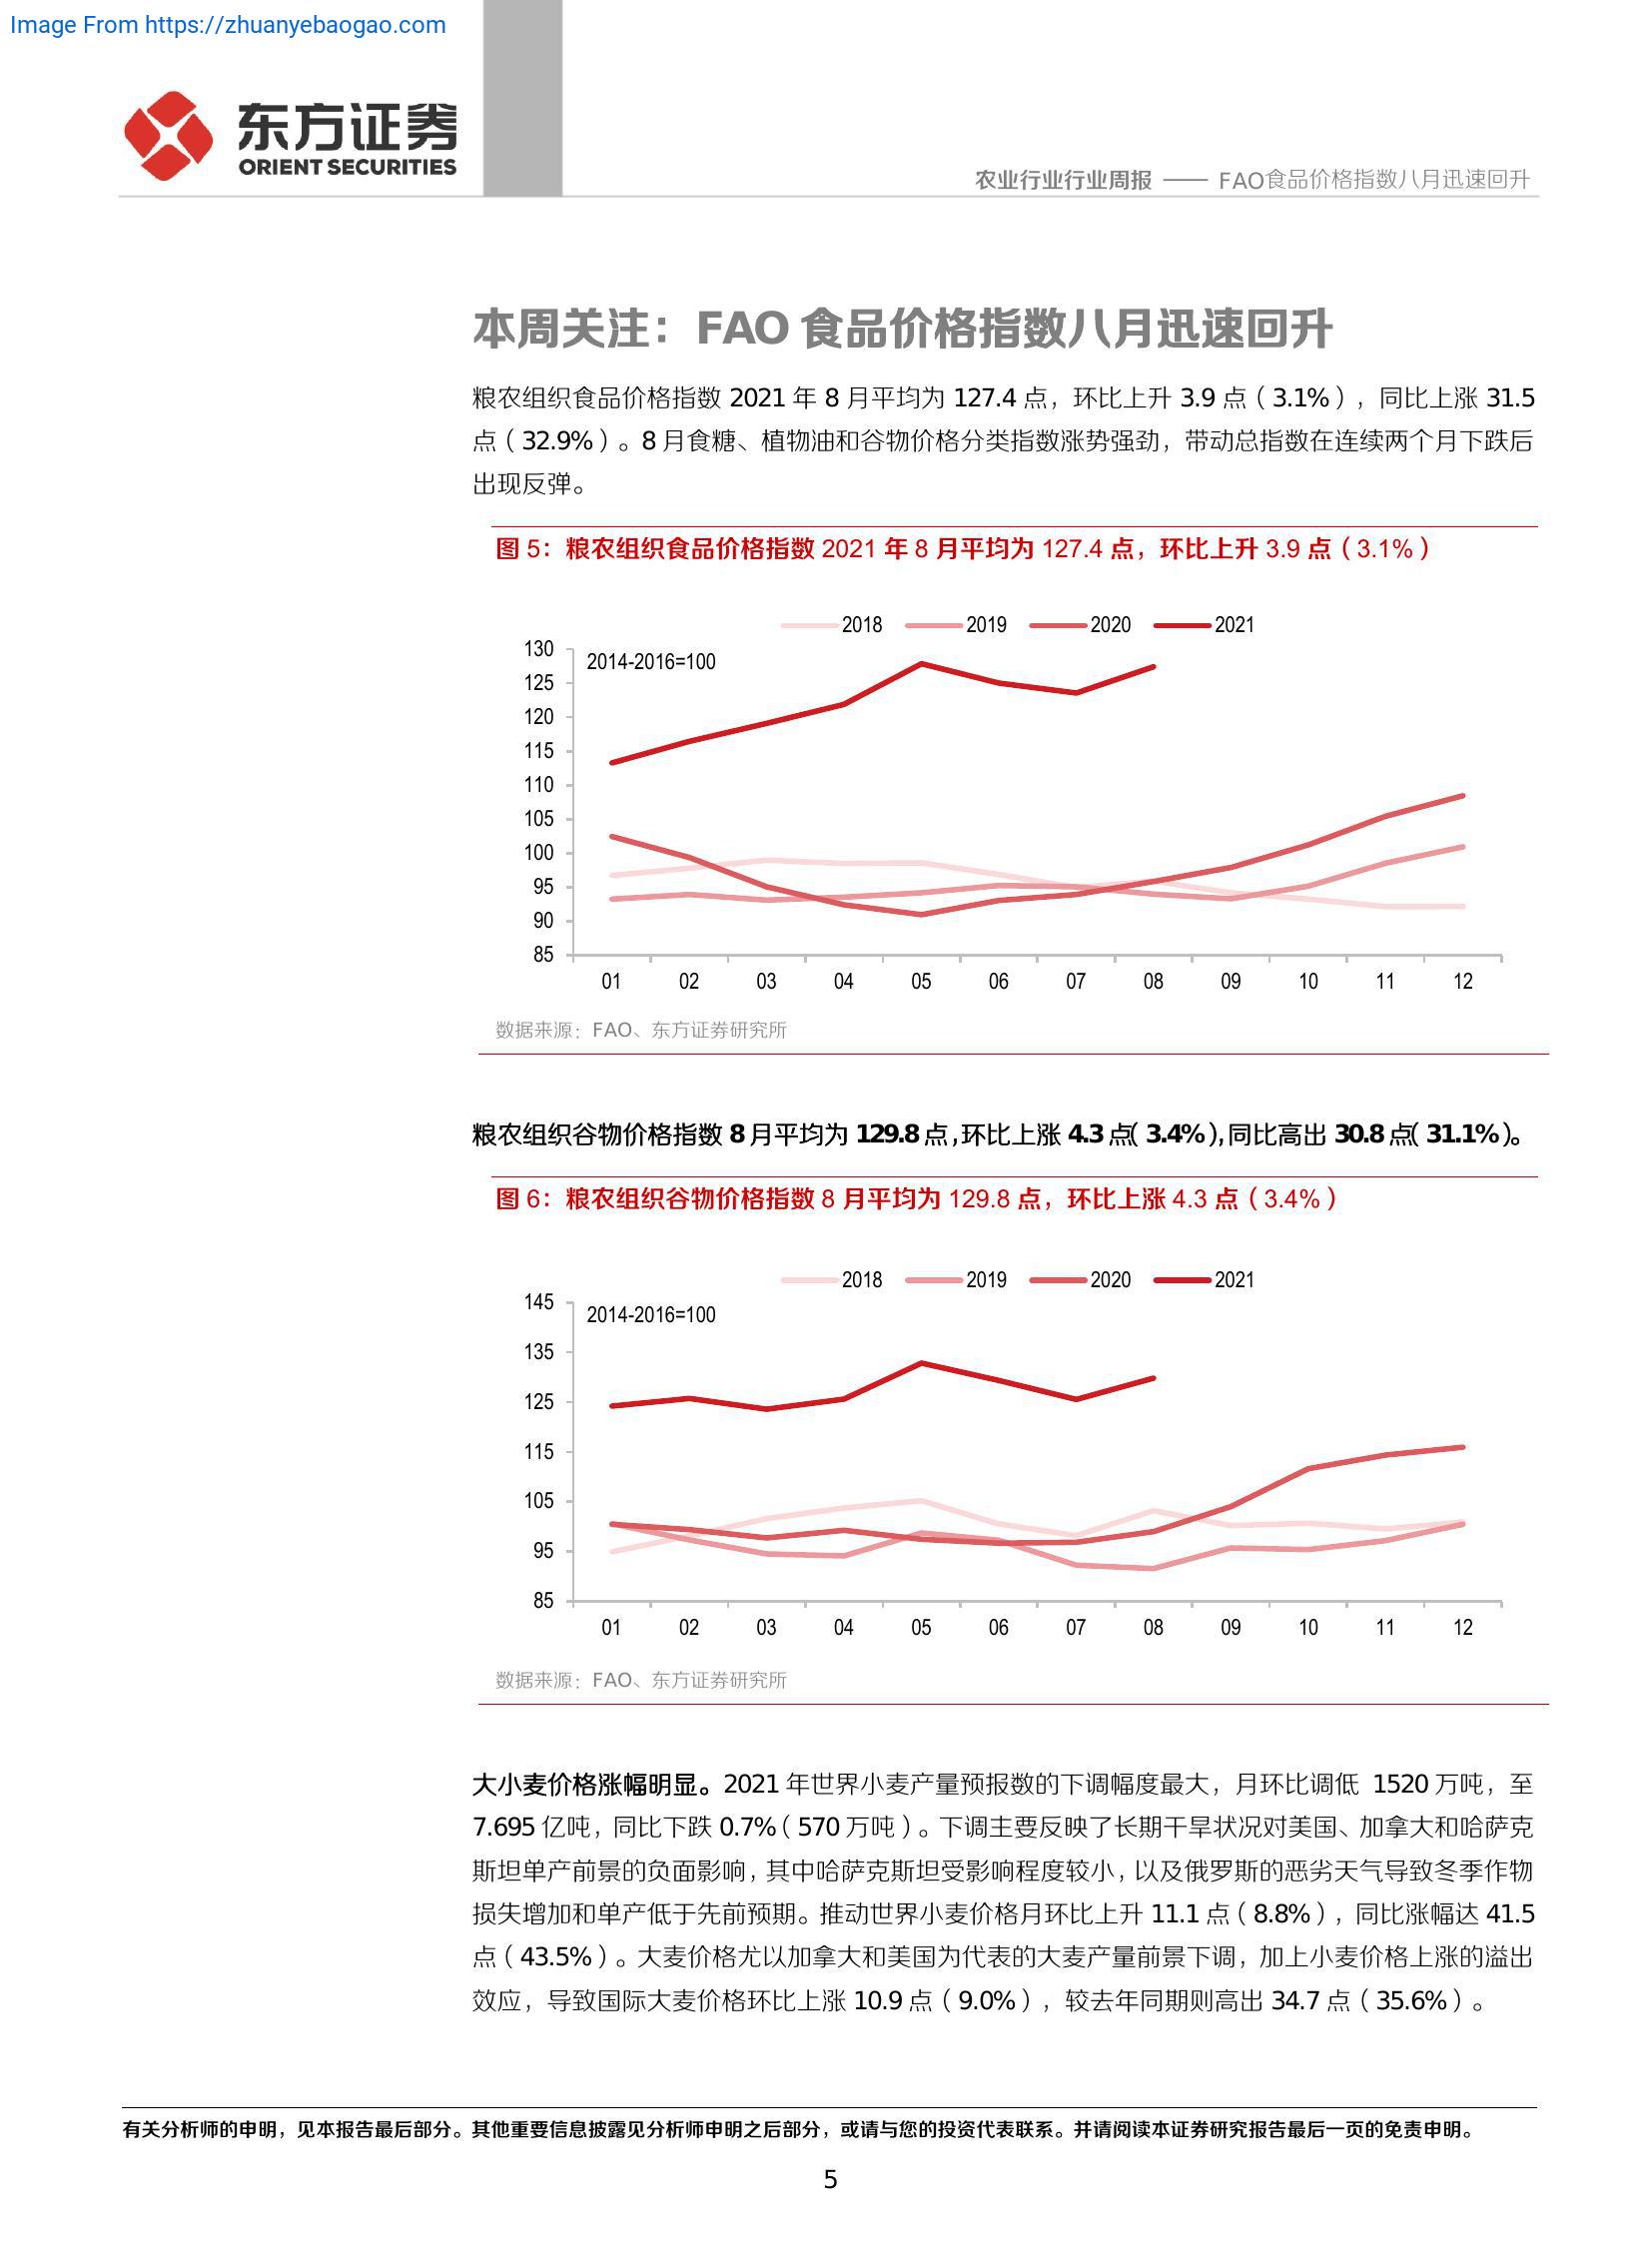 Image From https://zhuanyebaogao.com
东方证券
ORIENT SECURITIES
农业行业行业周报 —— FAO食品价格指数八月迅速回升
本周关注：FAO 食品价格指数八月迅速回升
粮农组织食品价格指数 2021 年 8 月平均为 127.4 点，环比上升 3.9 点（3.1%），同比上涨 31.5
点（32.9%）。8 月食糖、植物油和谷物价格分类指数涨势强劲，带动总指数在连续两个月下跌后
出现反弹。
图 5：粮农组织食品价格指数 2021 年 8 月平均为 127.4 点，环比上升 3.9 点（3.1%）
2018 2019 2020 2021
2014-2016=100
130
125
120
115
110
105
100
95
90
85
01 02 03 04 05 06 07 08 09 10 11 12
数据来源：FAO、东方证券研究所
粮农组织谷物价格指数 8 月平均为 129.8 点，环比上涨 4.3 点（3.4%），同比高出 30.8 点（31.1%）。
图 6：粮农组织谷物价格指数 8 月平均为 129.8 点，环比上涨 4.3 点（3.4%）
2018 2019 2020 2021
2014-2016=100
145
135
125
115
105
95
85
01 02 03 04 05 06 07 08 09 10 11 12
数据来源：FAO、东方证券研究所
大小麦价格涨幅明显。2021 年世界小麦产量预报数的下调幅度最大，月环比调低 1520 万吨，至
7.695 亿吨，同比下跌 0.7%（570 万吨）。下调主要反映了长期干旱状况对美国、加拿大和哈萨克
斯坦单产前景的负面影响，其中哈萨克斯坦受影响程度较小，以及俄罗斯的恶劣天气导致冬季作物
损失增加和单产低于先前预期。推动世界小麦价格月环比上升 11.1 点（8.8%），同比涨幅达 41.5
点（43.5%）。大麦价格尤以加拿大和美国为代表的大麦产量前景下调，加上小麦价格上涨的溢出
效应，导致国际大麦价格环比上涨 10.9 点（9.0%），较去年同期则高出 34.7 点（35.6%）。
有关分析师的申明，见本报告最后部分。其他重要信息披露见分析师申明之后部分，或请与您的投资代表联系。并请阅读本证券研究报告最后一页的免责申明。
5